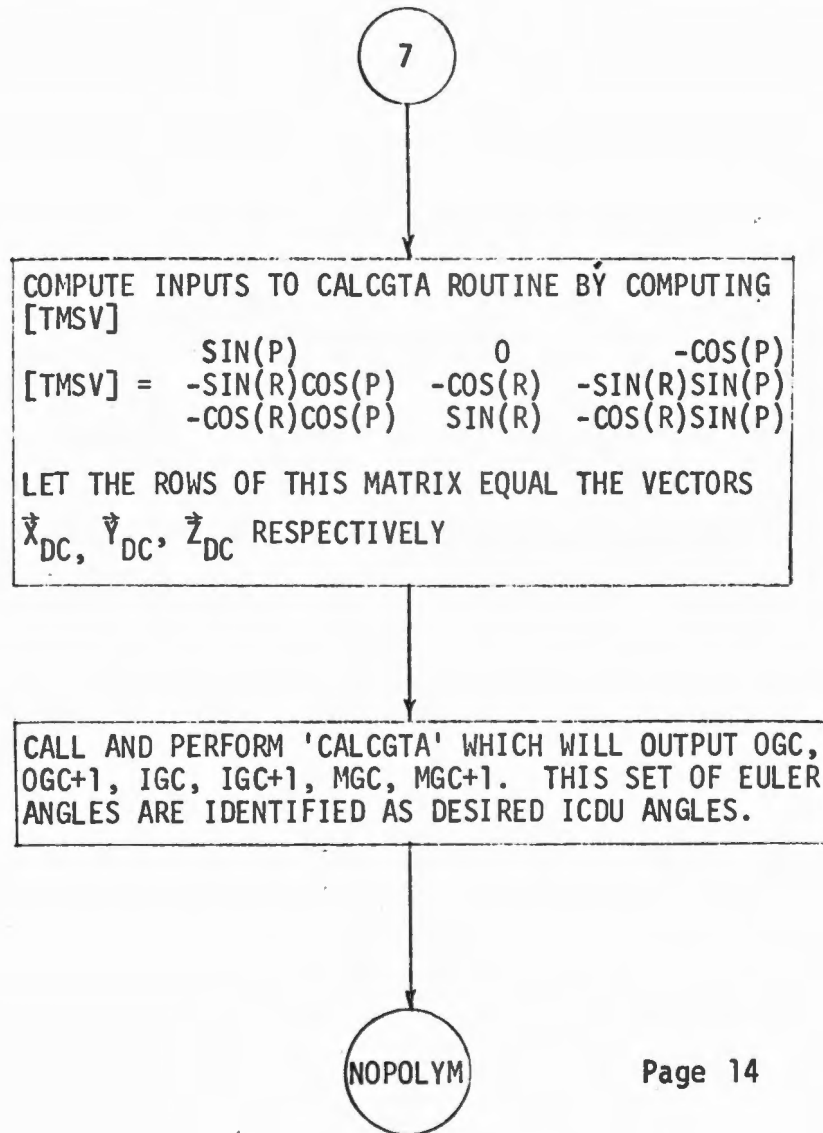 7
COMPUTE INPUTS TO CALCGTA ROUTINE BY COMPUTING
[TMSV]
SIN(P) 0 -COS(P)
[TMSV] = -SIN(R)COS(P) -COS(R) -SIN(R)SIN(P)
-COS(R)COS(P) SIN(R) -COS(R)SIN(P)
LET THE ROWS OF THIS MATRIX EQUAL THE VECTORS
X⃗DC, Y⃗DC, Z⃗DC RESPECTIVELY
CALL AND PERFORM 'CALCGTA' WHICH WILL OUTPUT OGC,
OGC+1, IGC, IGC+1, MGC, MGC+1. THIS SET OF EULER
ANGLES ARE IDENTIFIED AS DESIRED ICDU ANGLES.
NOPOLYM
Page 14